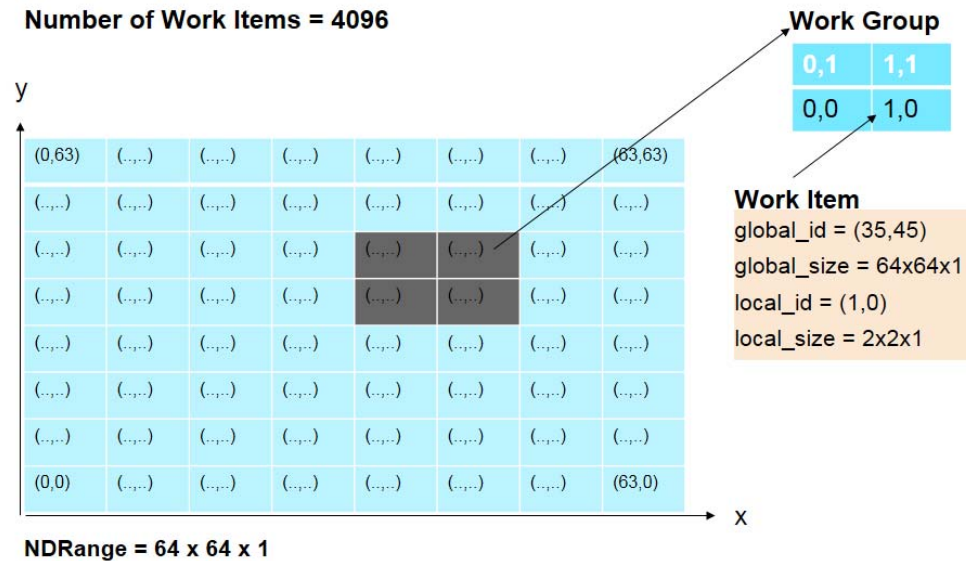 Number of Work Items = 4096
Work Group
0,1 1,1
0,0 1,0
y
(0,63) (..,..) (..,..) (..,..) (..,..) (..,..) (..,..) (63,63)
(..,..) (..,..) (..,..) (..,..) (..,..) (..,..) (..,..) (..,..)
(..,..) (..,..) (..,..) (..,..) (..,..) (..,..) (..,..) (..,..)
(..,..) (..,..) (..,..) (..,..) (..,..) (..,..) (..,..) (..,..)
(..,..) (..,..) (..,..) (..,..) (..,..) (..,..) (..,..) (..,..)
(..,..) (..,..) (..,..) (..,..) (..,..) (..,..) (..,..) (..,..)
(..,..) (..,..) (..,..) (..,..) (..,..) (..,..) (..,..) (..,..)
(0,0) (..,..) (..,..) (..,..) (..,..) (..,..) (..,..) (63,0)
x
Work Item
global_id = (35,45)
global_size = 64x64x1
local_id = (1,0)
local_size = 2x2x1
NDRange = 64 x 64 x 1